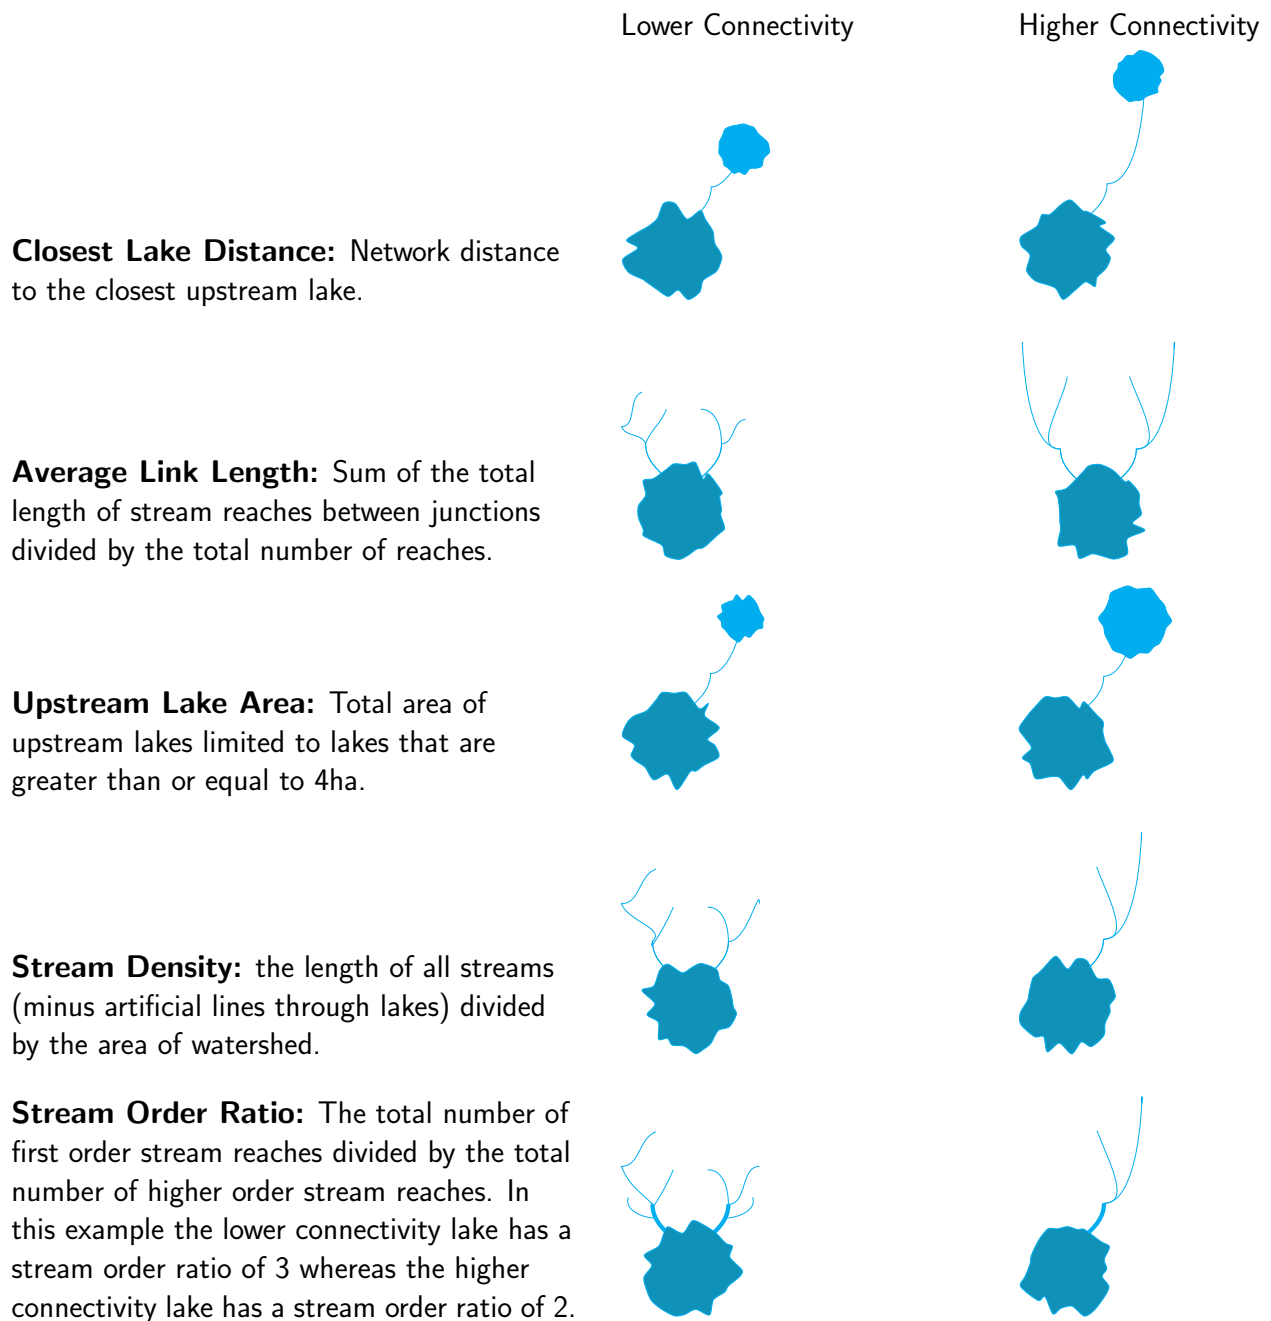 Lower Connectivity
Higher Connectivity
Closest Lake Distance: Network distance
to the closest upstream lake.
Average Link Length: Sum of the total
length of stream reaches between junctions
divided by the total number of reaches.
Upstream Lake Area: Total area of
upstream lakes limited to lakes that are
greater than or equal to 4ha.
Stream Density: the length of all streams
(minus artificial lines through lakes) divided
by the area of watershed.
Stream Order Ratio: The total number of
first order stream reaches divided by the total
number of higher order stream reaches. In
this example the lower connectivity lake has a
stream order ratio of 3 whereas the higher
connectivity lake has a stream order ratio of 2.